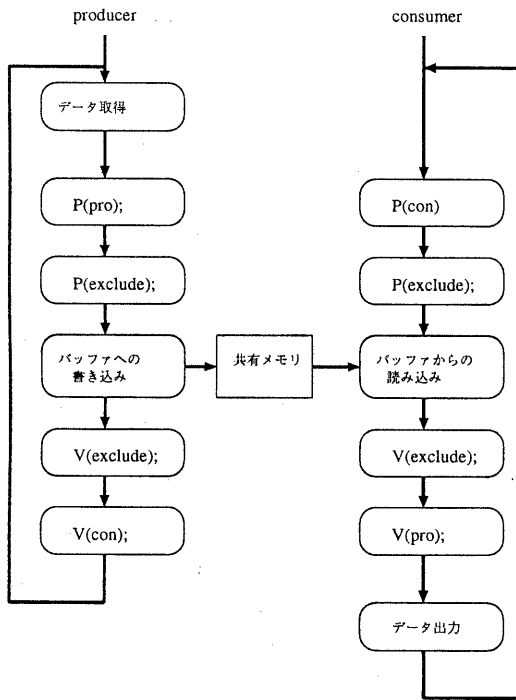 producer
データ取得
P(pro);
P(exclude);
バッファへの
書き込み
V(exclude);
V(con);
共有メモリ
consumer
P(con)
P(exclude);
バッファからの
読み込み
V(exclude);
V(pro);
データ出力